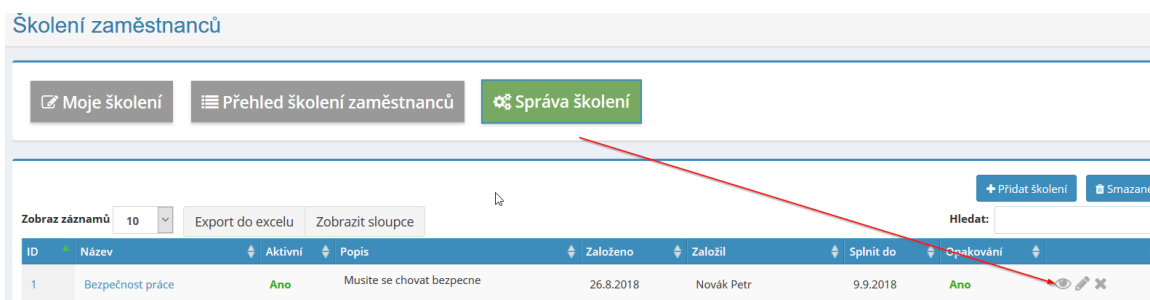 Školení zaměstnanců
Moje školení Přehled školení zaměstnanců Správa školení
Přidat školení Smazané
Zobraz záznamů 10 Export do excelu Zobrazit sloupce Hledat:
ID Název Aktivní Popis Založeno Založil Splnit do Opakování
1 Bezpečnost práce Ano Musite se chovat bezpecne 26.8.2018 Novák Petr 9.9.2018 Ano